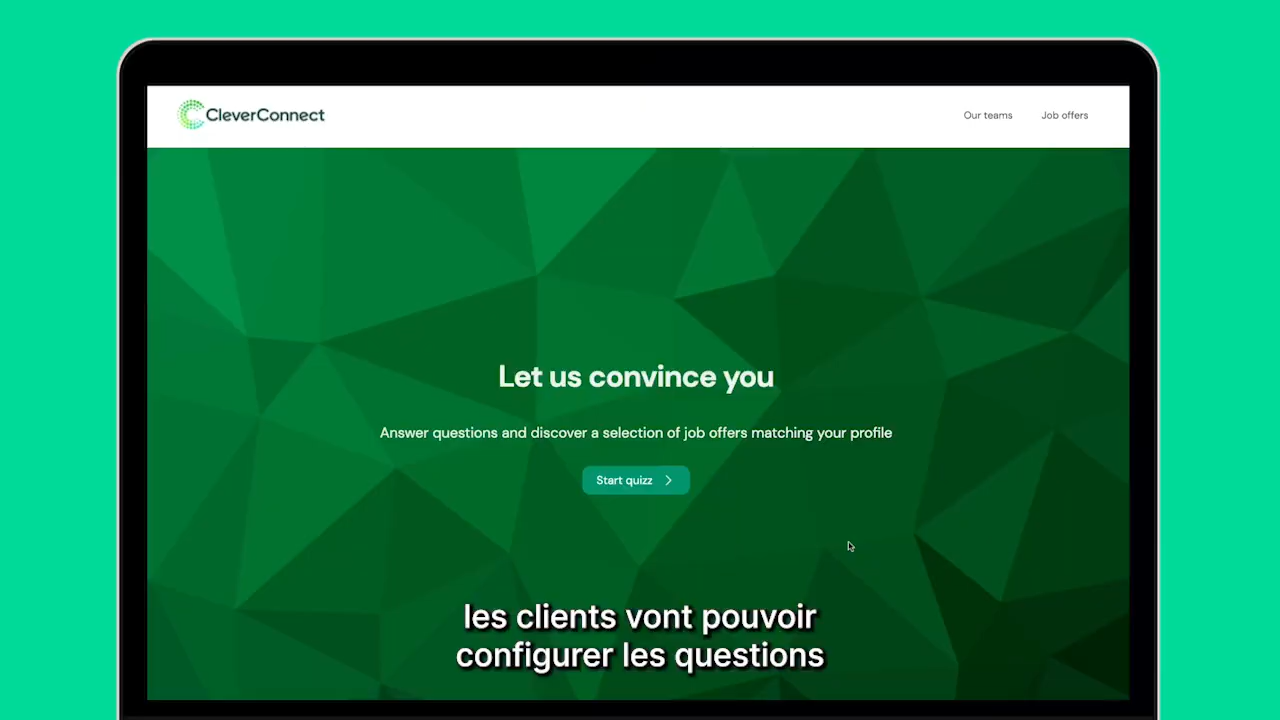 CleverConnect
Our teams
Job offers
Let us convince you
Answer questions and discover a selection of job offers matching your profile
Start quizz
les clients vont pouvoir
configurer les questions